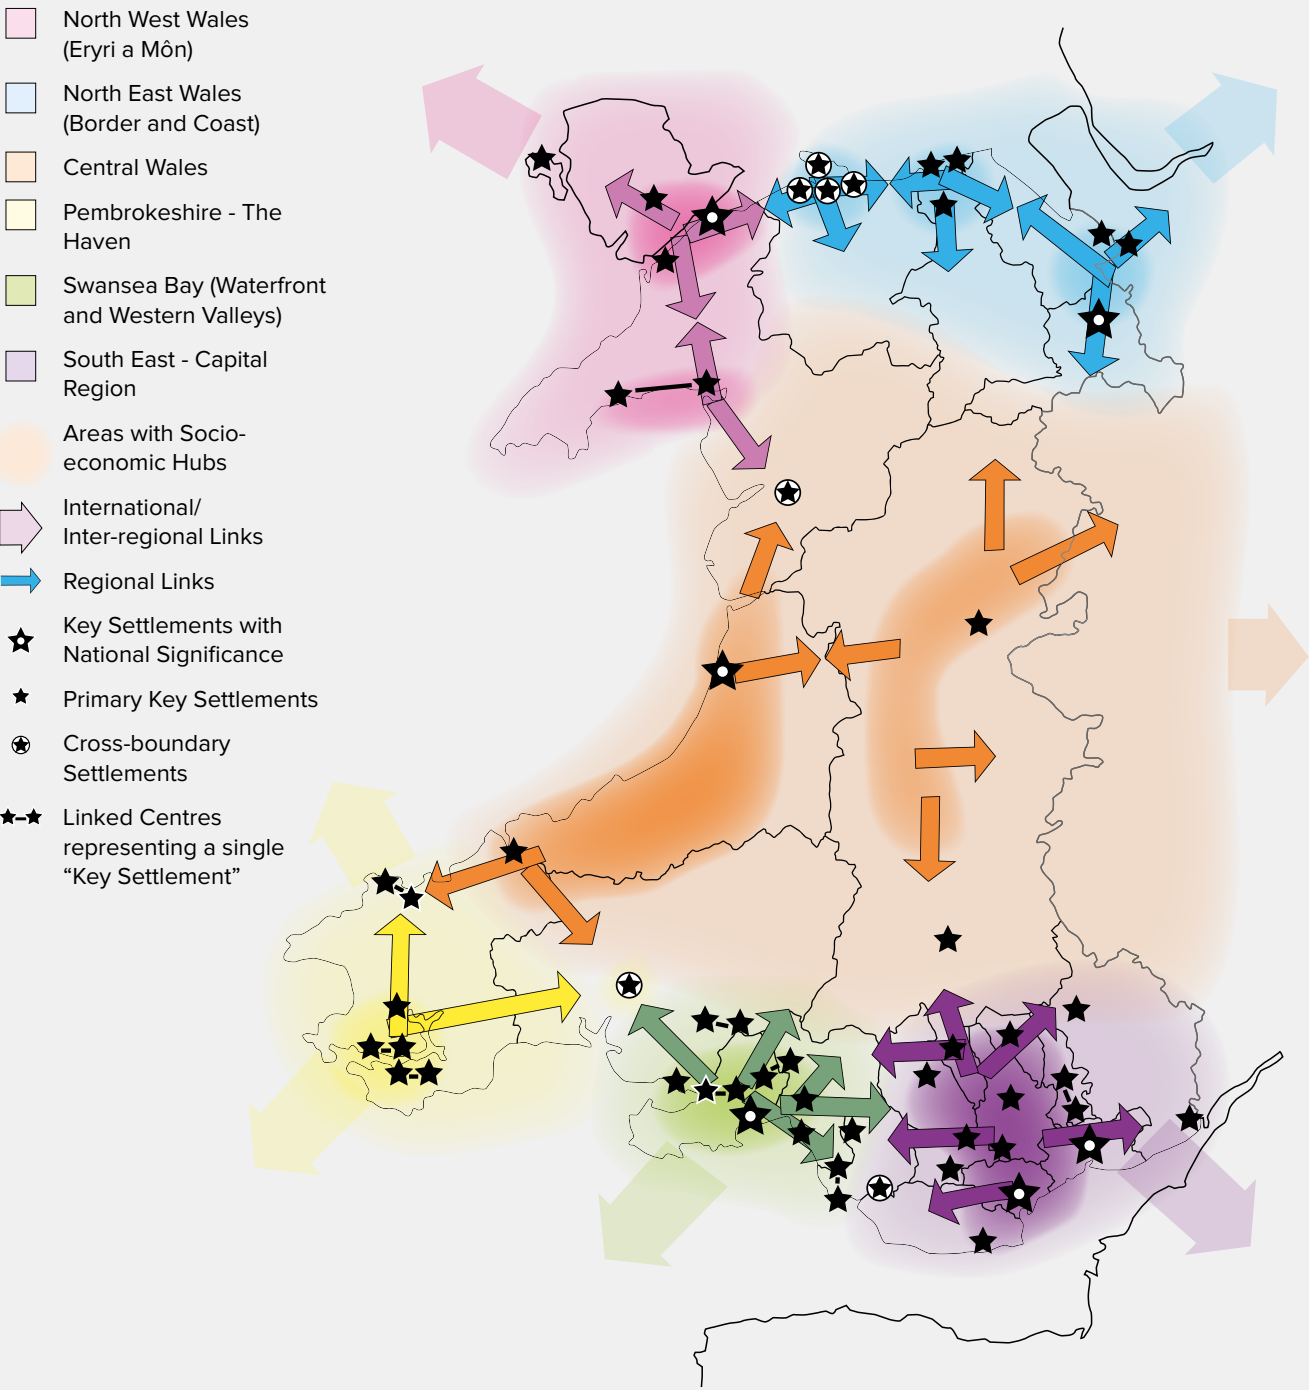 North West Wales
(Eryri a Môn)
North East Wales
(Border and Coast)
Central Wales
Pembrokeshire - The
Haven
Swansea Bay (Waterfront
and Western Valleys)
South East - Capital
Region
Areas with Socio-
economic Hubs
International/
Inter-regional Links
Regional Links
Key Settlements with
National Significance
Primary Key Settlements
Cross-boundary
Settlements
Linked Centres
representing a single
“Key Settlement”